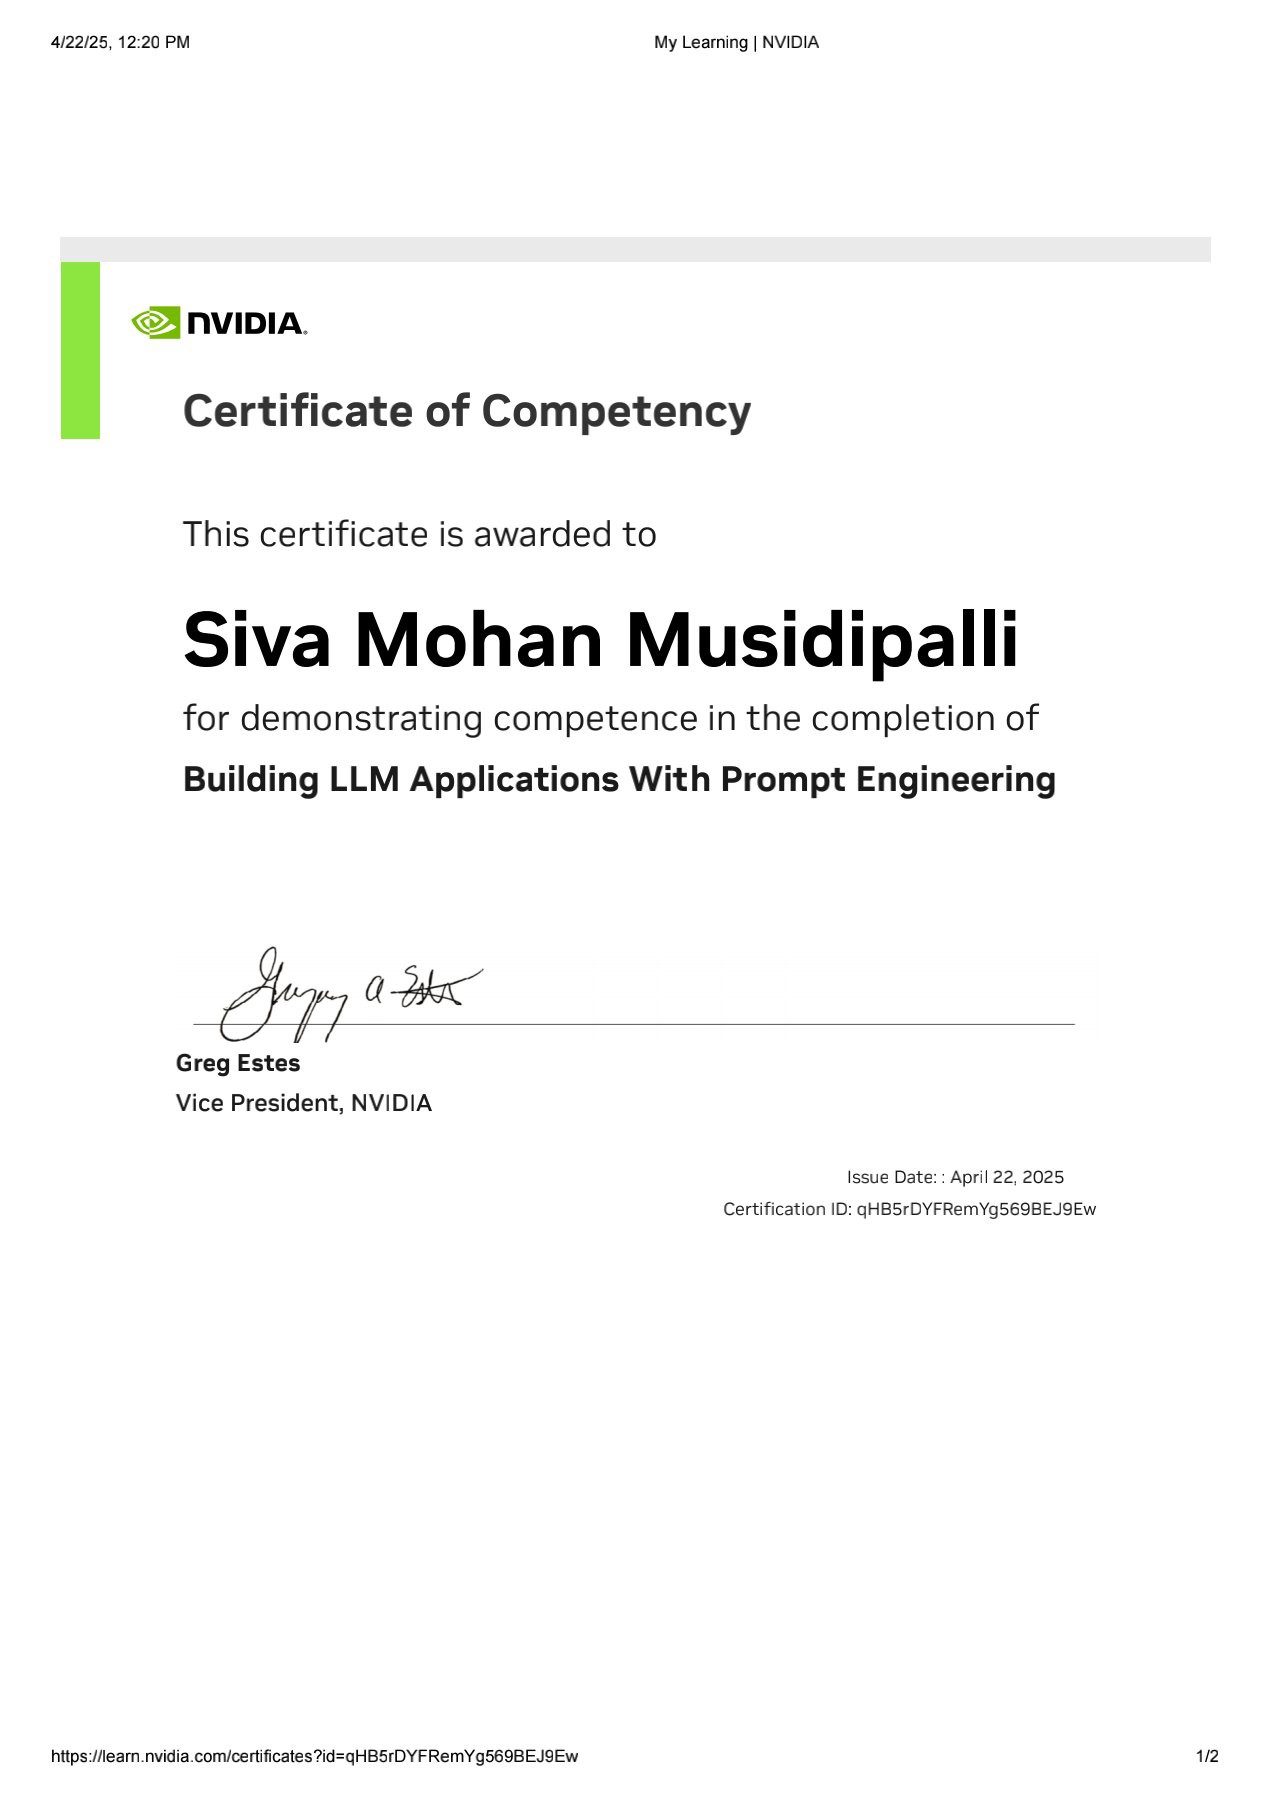 4/22/25, 12:20 PM
My Learning | NVIDIA
NVIDIA.
Certificate of Competency
This certificate is awarded to
Siva Mohan Musidipalli
for demonstrating competence in the completion of
Building LLM Applications With Prompt Engineering
Gregory A Estes
Greg Estes
Vice President, NVIDIA
Issue Date: : April 22, 2025
Certification ID: qHB5rDYFRemYg569BEJ9Ew
https://learn.nvidia.com/certificates?id=qHB5rDYFRemYg569BEJ9Ew
1/2